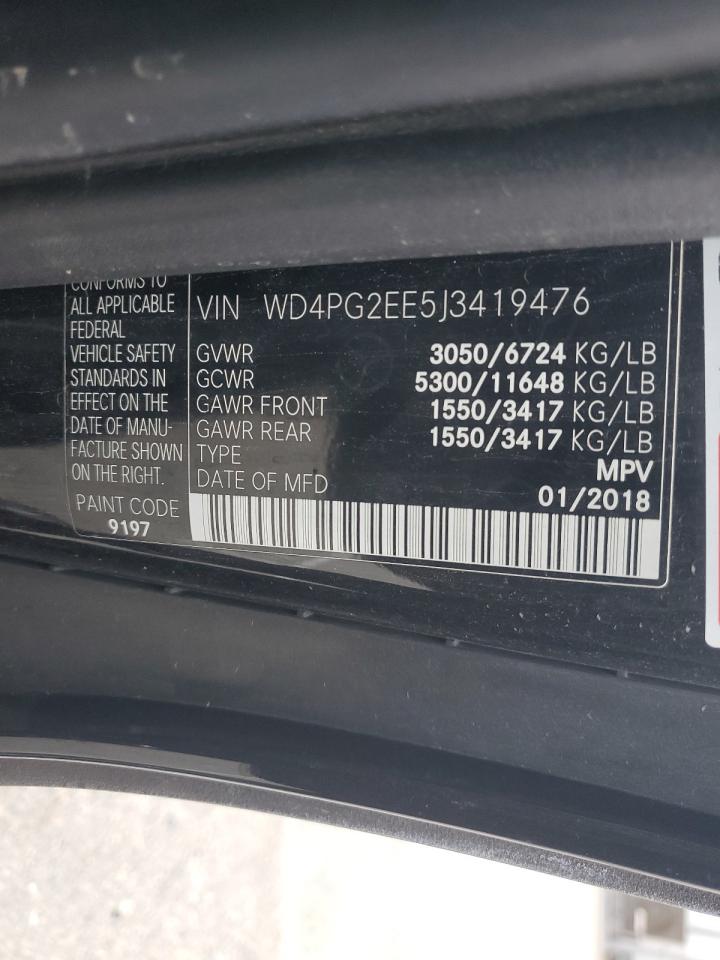 CONFORMS TO
ALL APPLICABLE
FEDERAL
VEHICLE SAFETY
STANDARDS IN
EFFECT ON THE
DATE OF MANU-
FACTURE SHOWN
ON THE RIGHT.
PAINT CODE
9197
VIN WD4PG2EE5J3419476
GVWR 3050/6724 KG/LB
GCWR 5300/11648 KG/LB
GAWR FRONT 1550/3417 KG/LB
GAWR REAR 1550/3417 KG/LB
TYPE MPV
DATE OF MFD 01/2018